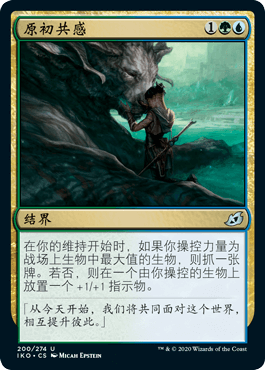 原初共感 1
结界
在你的维持开始时，如果你操控力量为
战场上生物中最大值的生物，则抓一张
牌。若否，则在一个由你操控的生物上
放置一个 +1/+1 指示物。
「从今天开始，我们将共同面对这个世界，
相互提升彼此。」
200/274 U
IKO • CS MICAH EPSTEIN
™ & © 2020 Wizards of the Coast